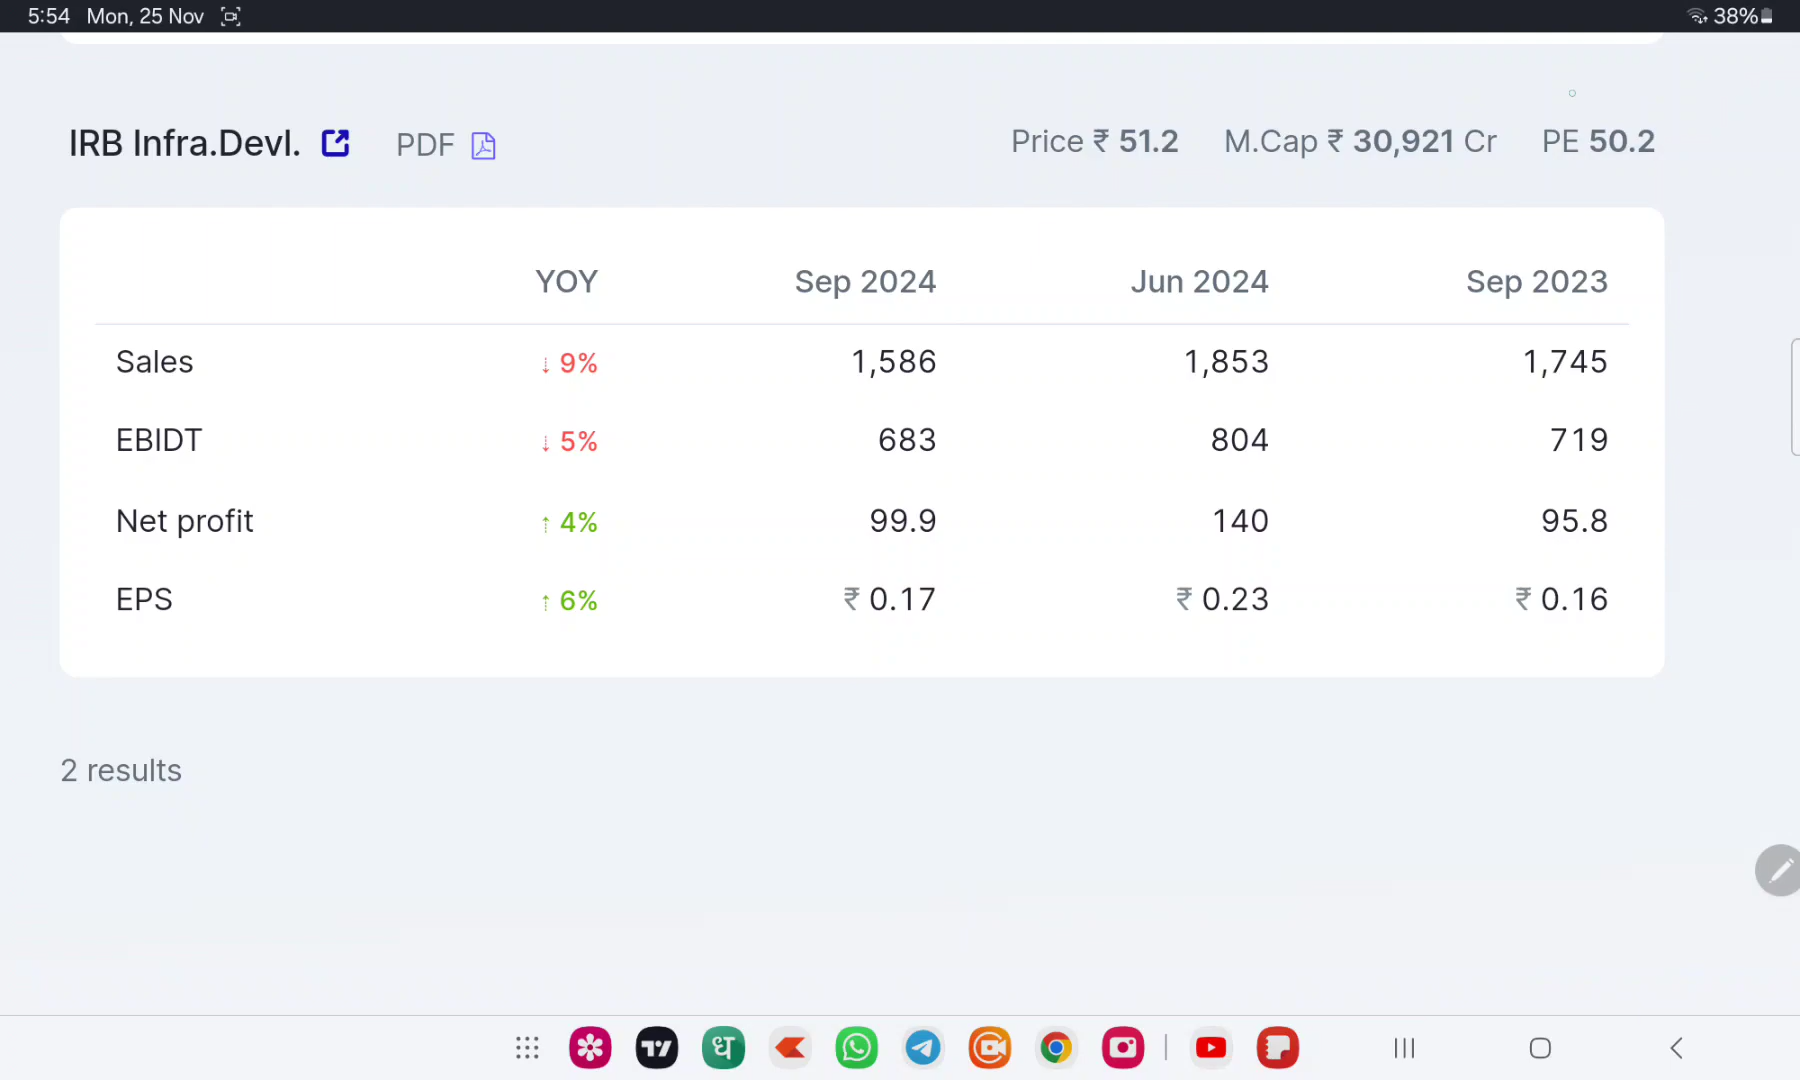 5:54 Mon, 25 Nov 38%
IRB Infra.Devl. PDF Price ₹ 51.2 M.Cap ₹ 30,921 Cr PE 50.2
YOY Sep 2024 Jun 2024 Sep 2023
Sales ↓ 9% 1,586 1,853 1,745
EBIDT ↓ 5% 683 804 719
Net profit ↑ 4% 99.9 140 95.8
EPS ↑ 6% ₹ 0.17 ₹ 0.23 ₹ 0.16
2 results
ध